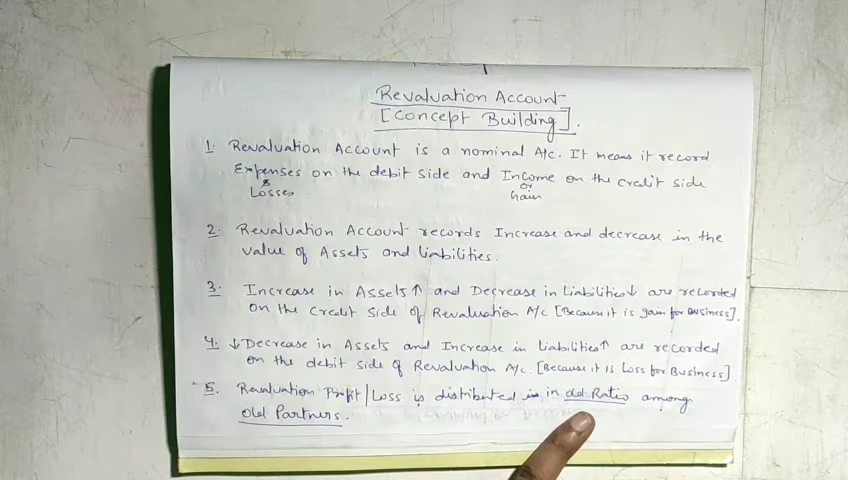 Revaluation Account
[Concept Building].
1. Revaluation Account is a nominal A/c. It means it record
Expenses on the debit side and Income on the credit side
& Losses
or Gain
2. Revaluation Account records Increase and decrease in the
value of Assets and liabilities.
3. Increase in Assets↑ and Decrease in Liabilities↓ are recorded
on the Credit Side of Revaluation A/c [Because it is gain for Business].
4. ↓Decrease in Assets and Increase in Liabilities↑ are recorded
on the debit side of Revaluation A/c. [Because it is Loss for Business]
5. Revaluation Profit/Loss is distributed in in old Ratio among
Old Partners.